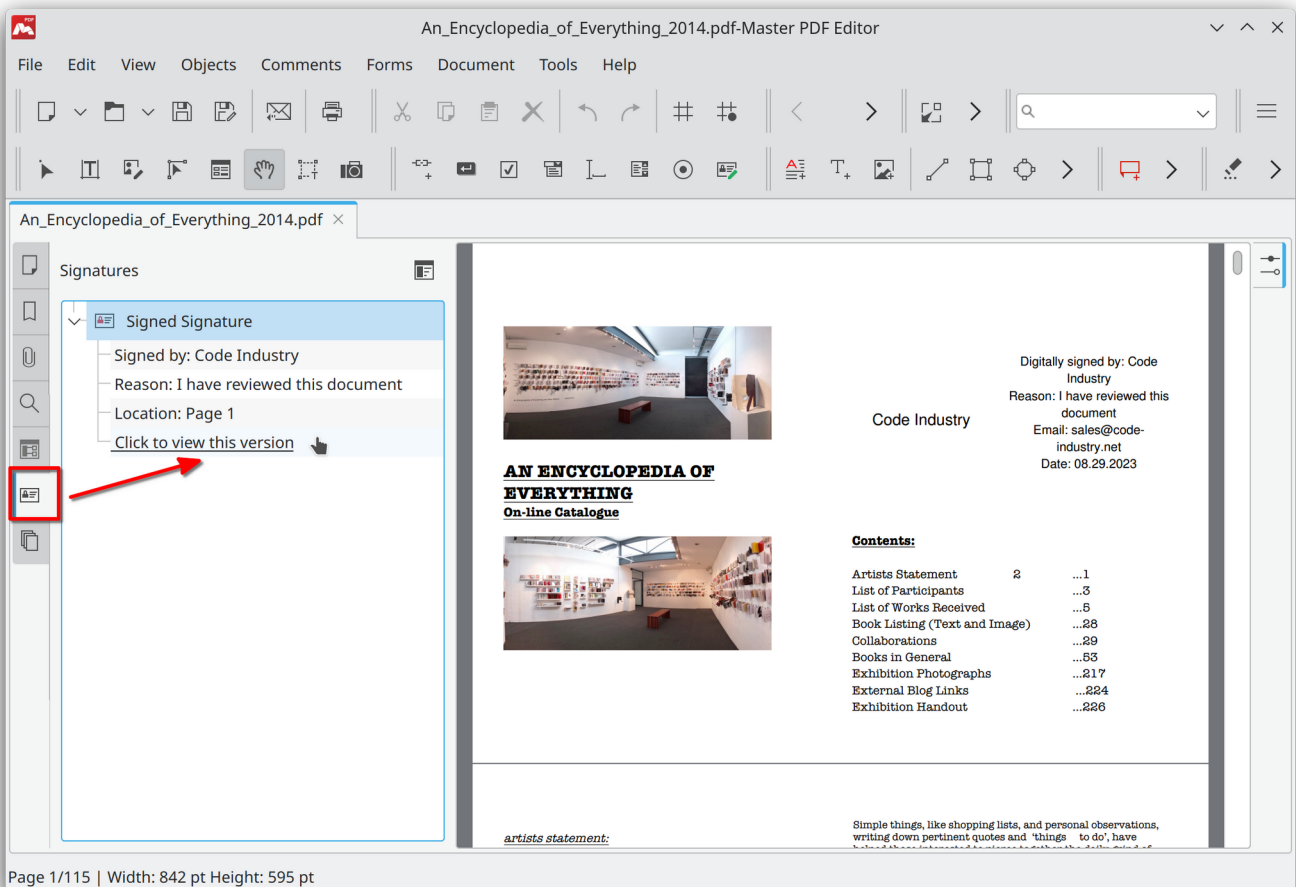 An_Encyclopedia_of_Everything_2014.pdf-Master PDF Editor
File Edit View Objects Comments Forms Document Tools Help
An_Encyclopedia_of_Everything_2014.pdf
Signatures
Signed Signature
Signed by: Code Industry
Reason: I have reviewed this document
Location: Page 1
Click to view this version
AN ENCYCLOPEDIA OF
EVERYTHING
On-line Catalogue
Code Industry
Digitally signed by: Code
Industry
Reason: I have reviewed this
document
Email: sales@code-
industry.net
Date: 08.29.2023
Contents:
Artists Statement 2 ...1
List of Participants ...3
List of Works Received ...5
Book Listing (Text and Image) ...28
Collaborations ...29
Books in General ...53
Exhibition Photographs ...217
External Blog Links ...224
Exhibition Handout ...226
artists statement:
Simple things, like shopping lists, and personal observations,
writing down pertinent quotes and 'things to do', have
Page 1/115 | Width: 842 pt Height: 595 pt